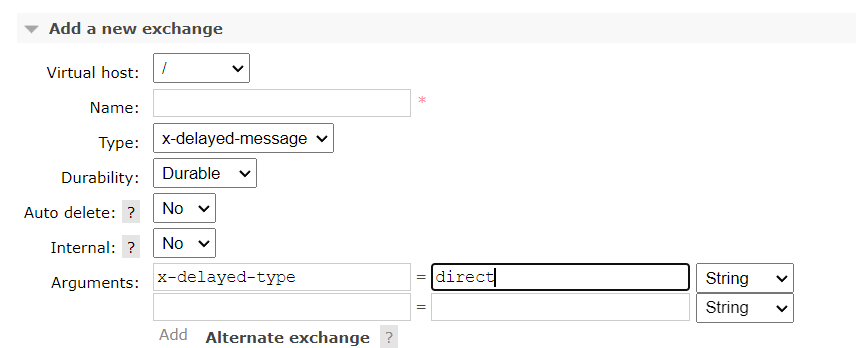 Add a new exchange
Virtual host: /
Name: *
Type: x-delayed-message
Durability: Durable
Auto delete: ? No
Internal: ? No
Arguments: x-delayed-type = direct String
= String
Add Alternate exchange ?